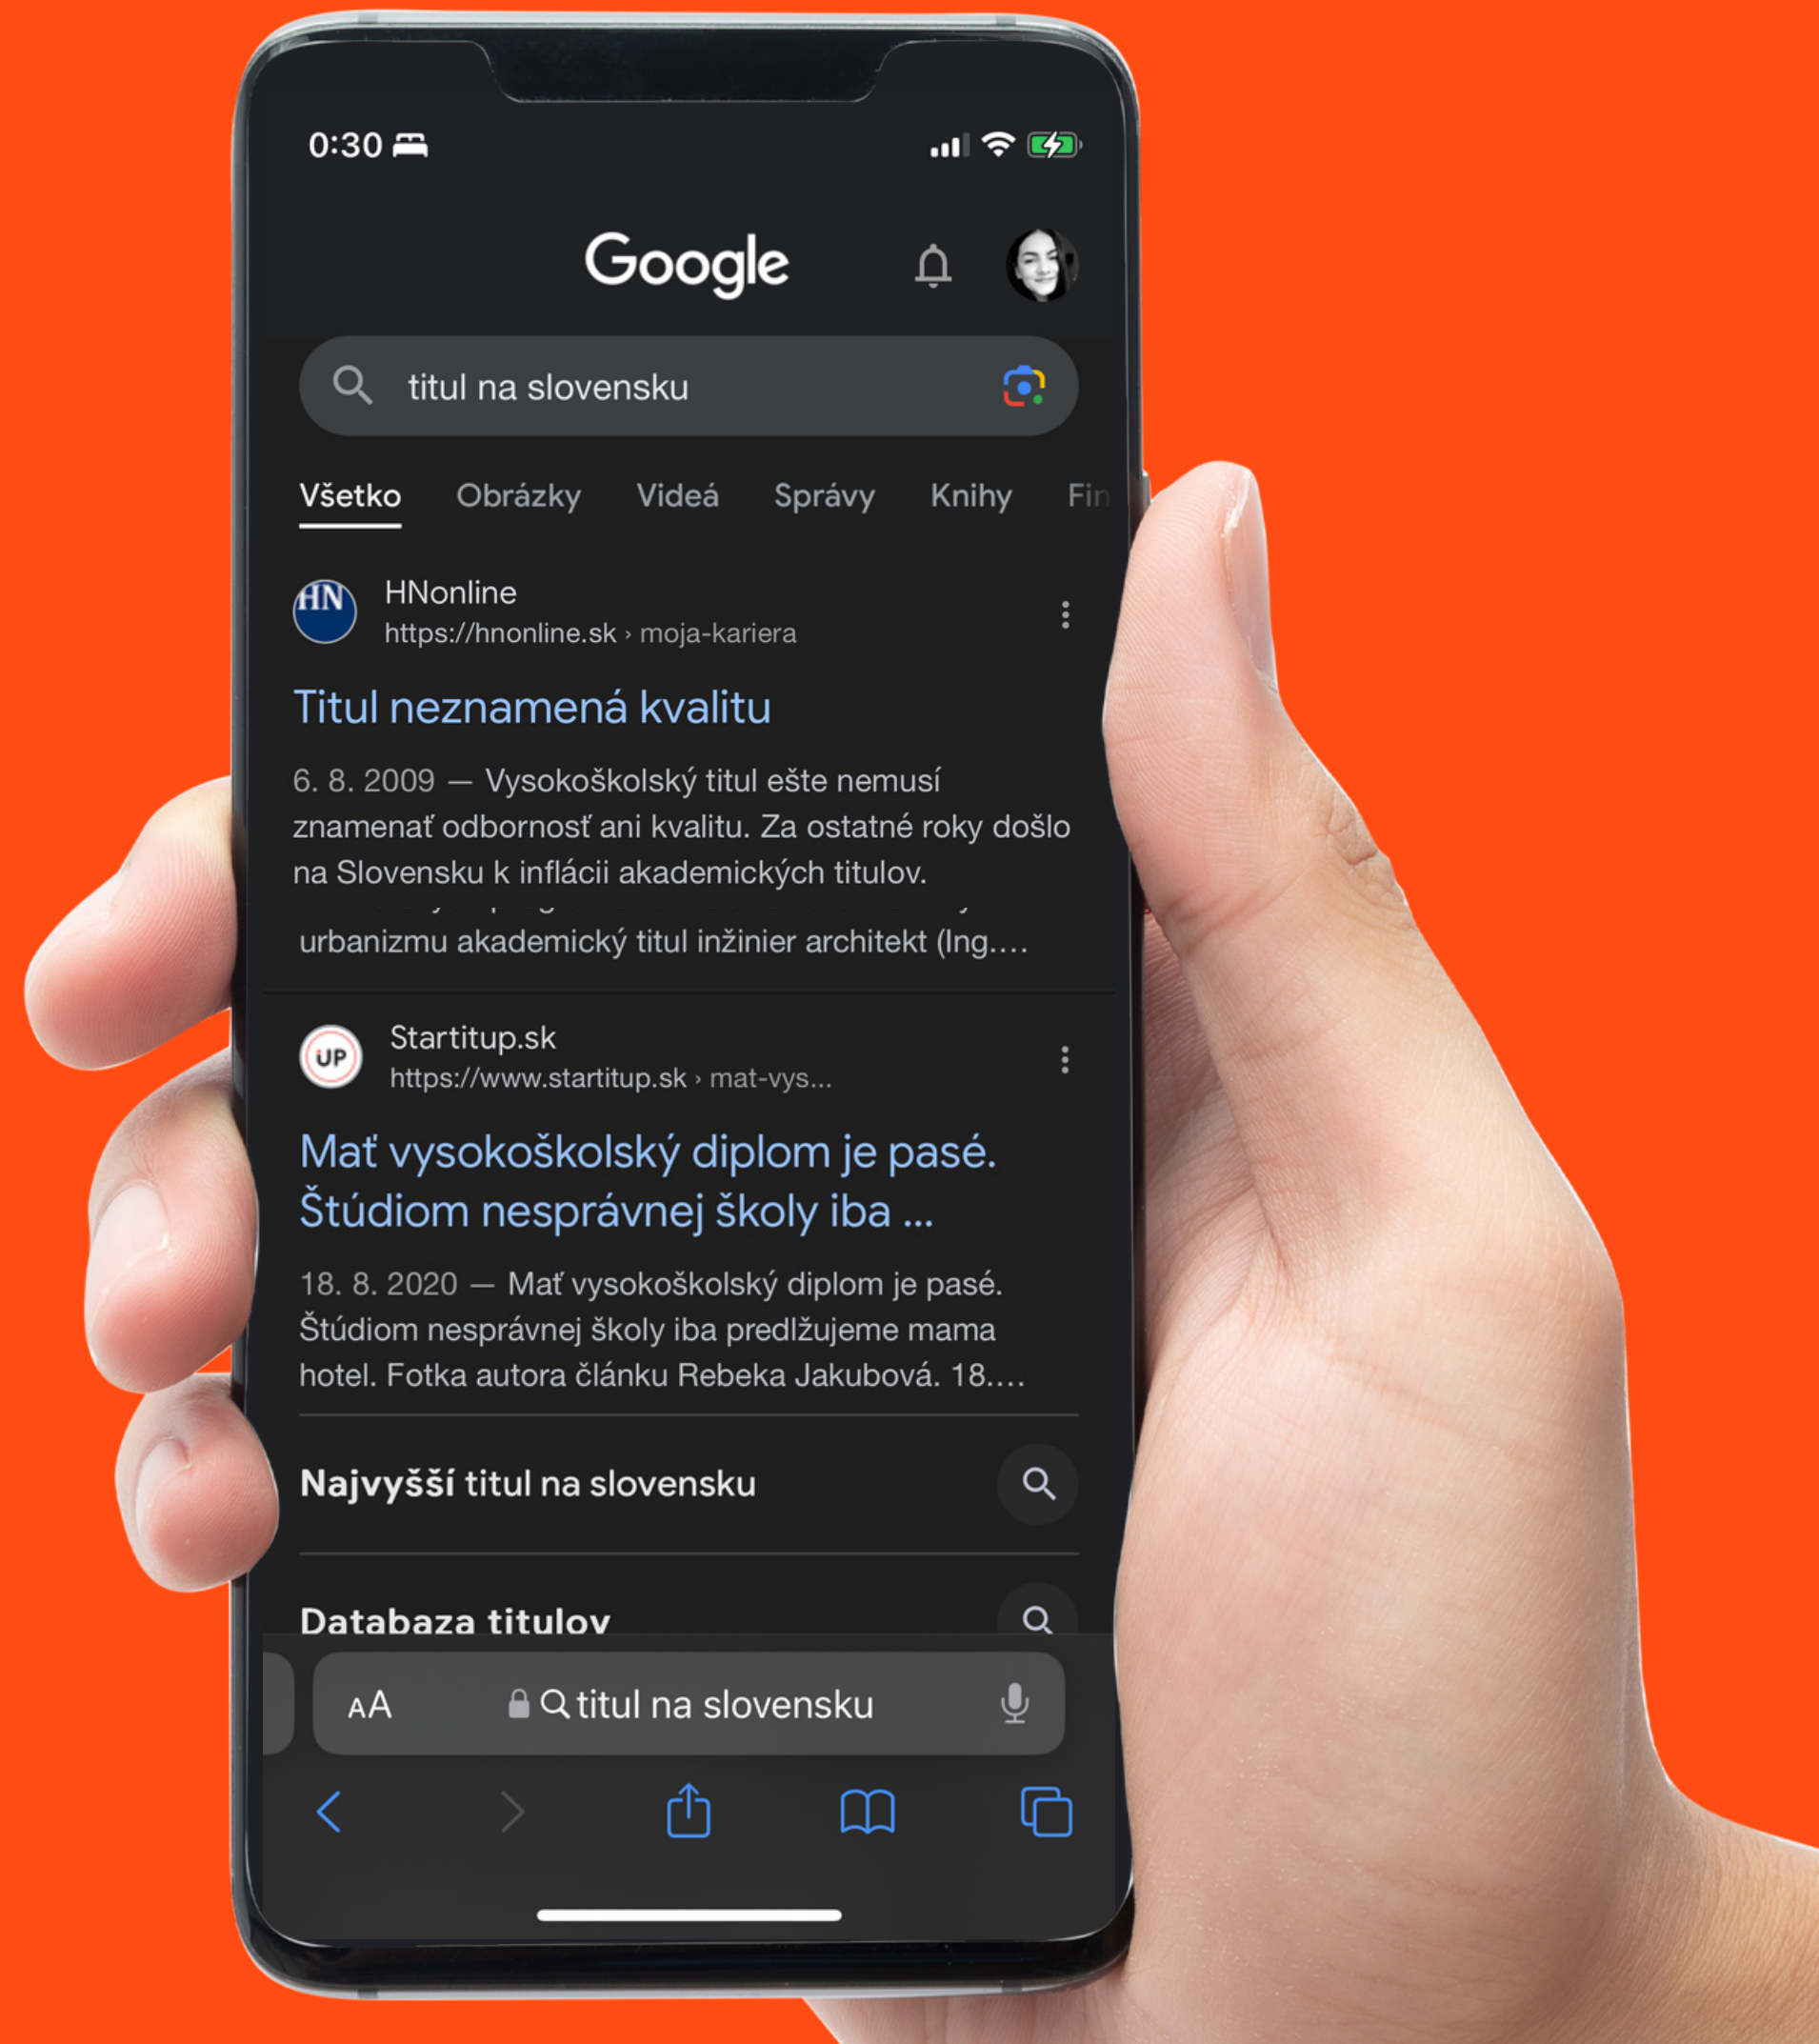 0:30
Google
titul na slovensku
Všetko Obrázky Videá Správy Knihy Fin
HN
HNonline
https://hnonline.sk › moja-kariera
Titul neznamená kvalitu
6. 8. 2009 — Vysokoškolský titul ešte nemusí
znamenať odbornosť ani kvalitu. Za ostatné roky došlo
na Slovensku k inflácii akademických titulov.
urbanizmu akademický titul inžinier architekt (Ing....
UP
Startitup.sk
https://www.startitup.sk › mat-vys...
Mať vysokoškolský diplom je pasé.
Štúdiom nesprávnej školy iba ...
18. 8. 2020 — Mať vysokoškolský diplom je pasé.
Štúdiom nesprávnej školy iba predlžujeme mama
hotel. Fotka autora článku Rebeka Jakubová. 18....
Najvyšší titul na slovensku
Databaza titulov
AA titul na slovensku